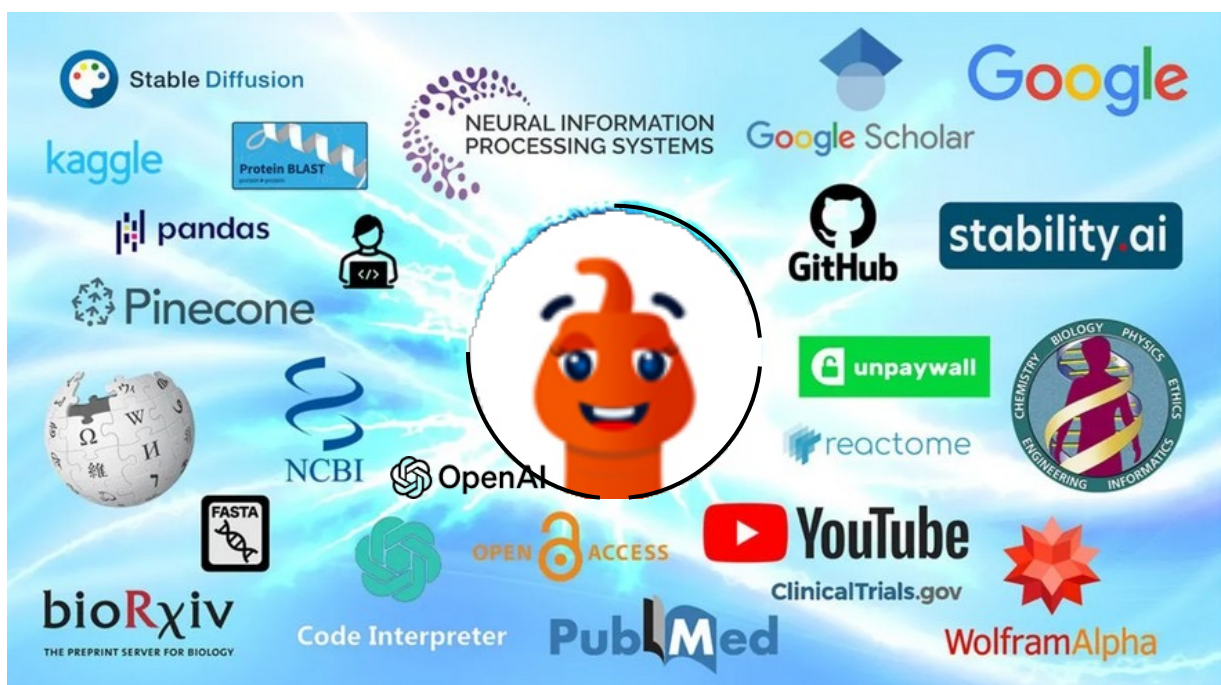 Stable Diffusion
NEURAL INFORMATION
PROCESSING SYSTEMS
Google Scholar
Google
kaggle
Protein BLAST
pandas
</>
GitHub
stability.ai
Pinecone
unpaywall
CHEMISTRY BIOLOGY PHYSICS ETHICS INFORMATICS ENGINEERING
Ω W И 維 7
NCBI
OpenAI
reactome
FASTA
OPEN ACCESS
YouTube
ClinicalTrials.gov
bioRχiv
THE PREPRINT SERVER FOR BIOLOGY
Code Interpreter
PubMed
WolframAlpha